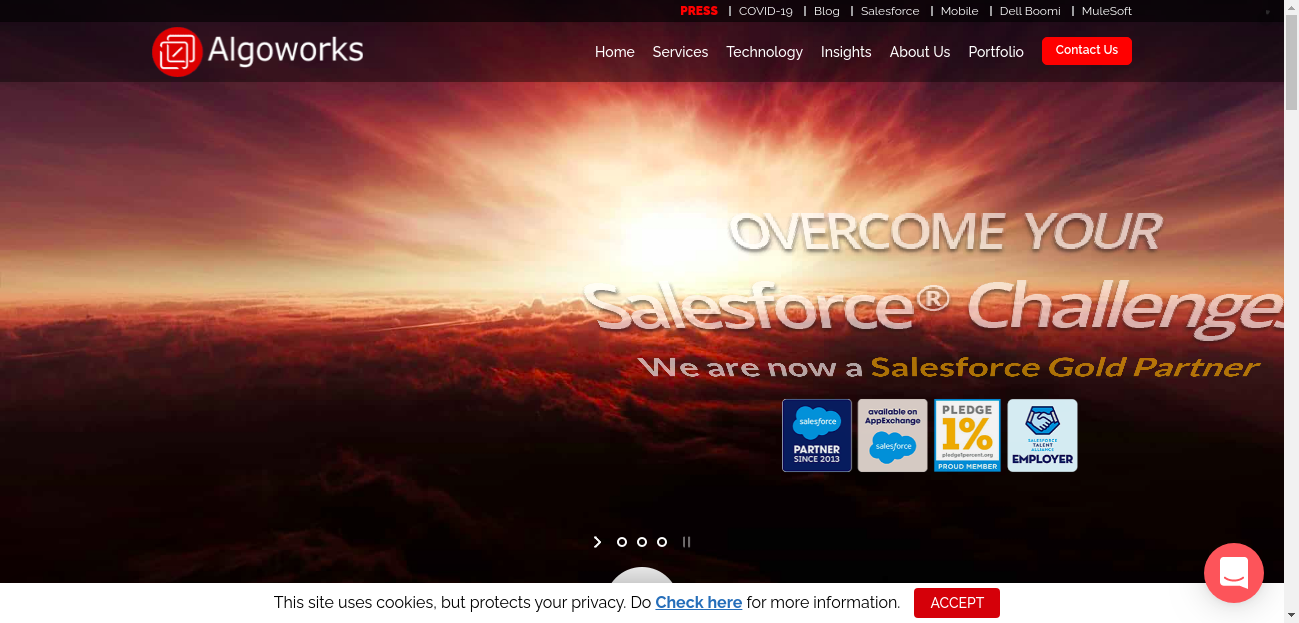 PRESS | COVID-19 | Blog | Salesforce | Mobile | Dell Boomi | MuleSoft
Algoworks
Home Services Technology Insights About Us Portfolio Contact Us
OVERCOME YOUR
Salesforce® Challenges
We are now a Salesforce Gold Partner
salesforce
PARTNER
SINCE 2013
available on
AppExchange
salesforce
PLEDGE
1%
pledge1percent.org
PROUD MEMBER
SALESFORCE
TALENT
ALLIANCE
EMPLOYER
This site uses cookies, but protects your privacy. Do Check here for more information. ACCEPT